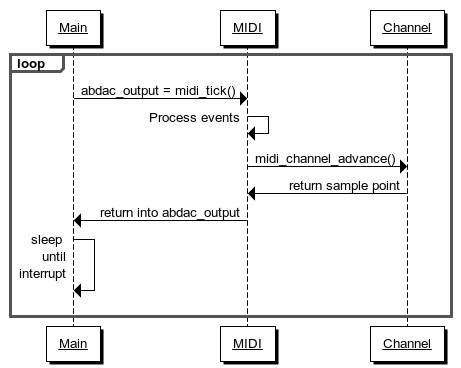 Main
MIDI
Channel
loop
abdac_output = midi_tick()
Process events
midi_channel_advance()
return sample point
return into abdac_output
sleep
until
interrupt
Main
MIDI
Channel